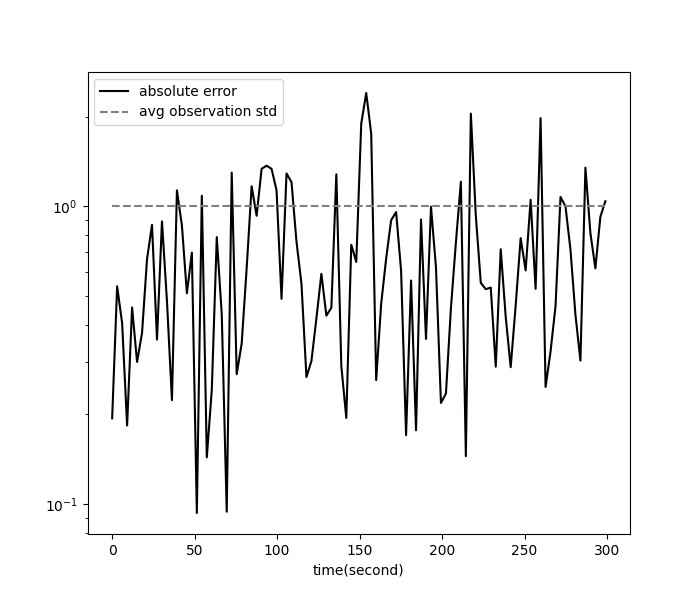 absolute error
avg observation std
10⁰
10⁻¹
0 50 100 150 200 250 300
time(second)